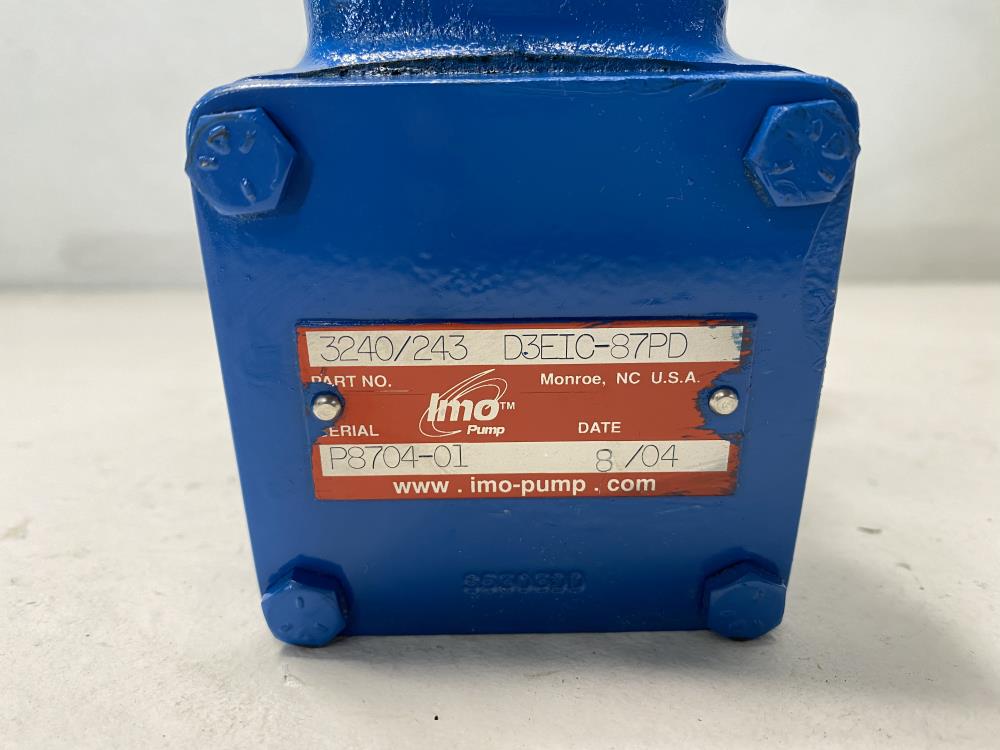 3240/243 D3EIC-87PD
PART NO. Monroe, NC U.S.A.
Imo™
Pump
SERIAL DATE
P8704-01 8 /04
www . imo-pump . com